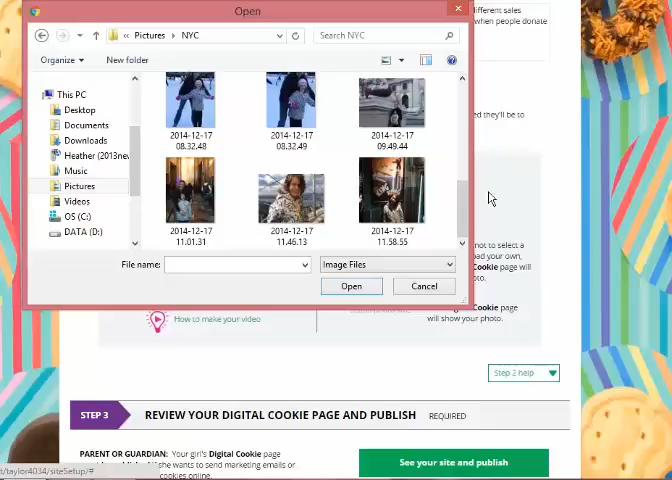 Open
Pictures
NYC
Search NYC
Organize
New folder
This PC
Desktop
Documents
Downloads
Heather (2013new
Music
Pictures
Videos
OS (C:)
DATA (D:)
2014-12-17
08.32.48
2014-12-17
08.32.49
2014-12-17
09.49.44
2014-12-17
11.01.31
2014-12-17
11.46.13
2014-12-17
11.58.55
File name:
Image Files
Open
Cancel
different sales
when people donate
ed they'll be to
not to select a
oad your own,
Cookie page will
oto.
Cookie page
will show your photo.
How to make your video
Step 2 help
STEP 3
REVIEW YOUR DIGITAL COOKIE PAGE AND PUBLISH
REQUIRED
PARENT OR GUARDIAN: Your girl's Digital Cookie page
she wants to send marketing emails or
cookies online.
See your site and publish
t/taylor4034/siteSetup/#